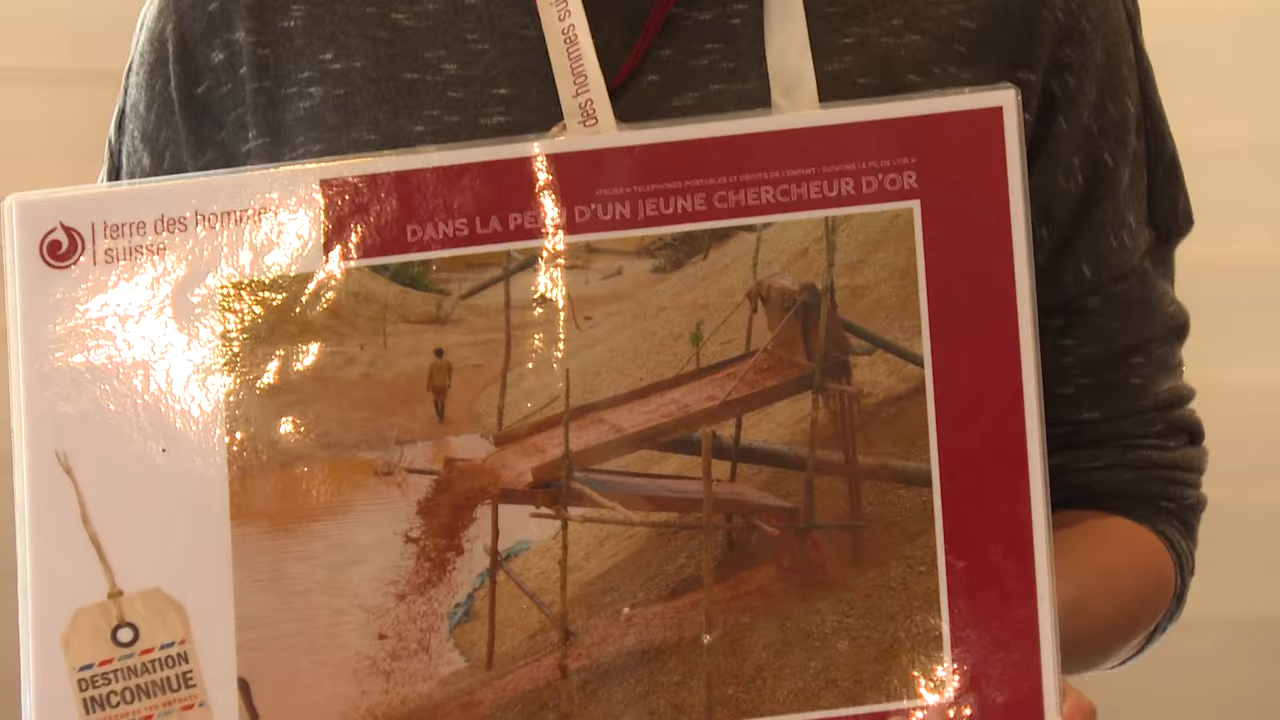 des hommes sui
terre des hommes
suisse
ATELIER « TELEPHONES PORTABLES ET DROITS DE L'ENFANT : SUIVONS LE FIL DE L'OR »
DANS LA PEAU D'UN JEUNE CHERCHEUR D'OR
DESTINATION
INCONNUE